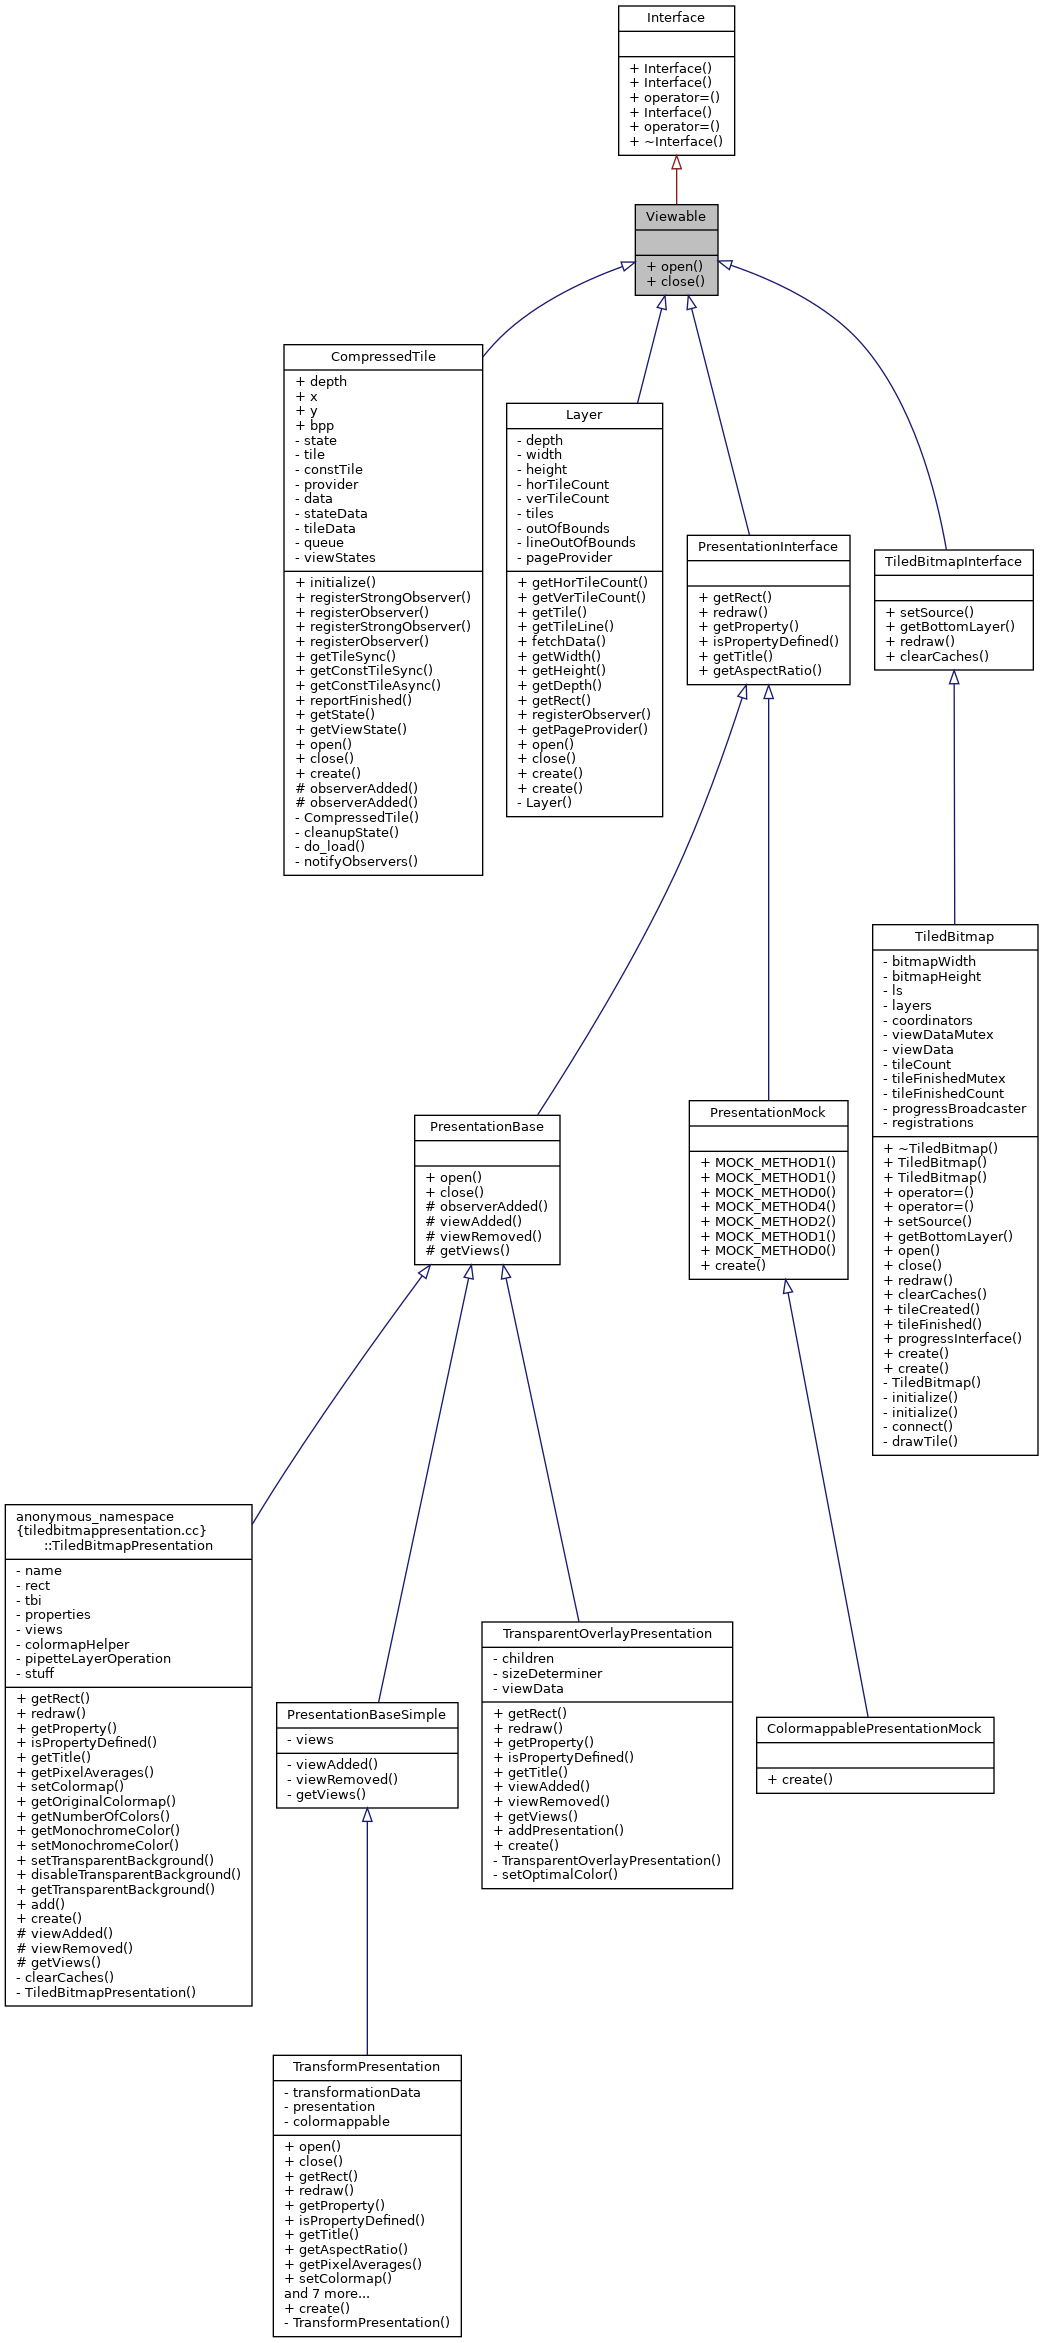 Interface
+ Interface()
+ Interface()
+ operator=()
+ Interface()
+ operator=()
+ ~Interface()
Viewable
+ open()
+ close()
CompressedTile
+ depth
+ x
+ y
+ bpp
- state
- tile
- constTile
- provider
- data
- stateData
- tileData
- queue
- viewStates
+ initialize()
+ registerStrongObserver()
+ registerObserver()
+ registerStrongObserver()
+ registerObserver()
+ getTileSync()
+ getConstTileSync()
+ getConstTileAsync()
+ reportFinished()
+ getState()
+ getViewState()
+ open()
+ close()
+ create()
# observerAdded()
# observerAdded()
- CompressedTile()
- cleanupState()
- do_load()
- notifyObservers()
Layer
- depth
- width
- height
- horTileCount
- verTileCount
- tiles
- outOfBounds
- lineOutOfBounds
- pageProvider
+ getHorTileCount()
+ getVerTileCount()
+ getTile()
+ getTileLine()
+ fetchData()
+ getWidth()
+ getHeight()
+ getDepth()
+ getRect()
+ registerObserver()
+ getPageProvider()
+ open()
+ close()
+ create()
+ create()
- Layer()
PresentationInterface
+ getRect()
+ redraw()
+ getProperty()
+ isPropertyDefined()
+ getTitle()
+ getAspectRatio()
TiledBitmapInterface
+ setSource()
+ getBottomLayer()
+ redraw()
+ clearCaches()
TiledBitmap
- bitmapWidth
- bitmapHeight
- ls
- layers
- coordinators
- viewDataMutex
- viewData
- tileCount
- tileFinishedMutex
- tileFinishedCount
- progressBroadcaster
- registrations
+ ~TiledBitmap()
+ TiledBitmap()
+ TiledBitmap()
+ operator=()
+ operator=()
+ setSource()
+ getBottomLayer()
+ open()
+ close()
+ redraw()
+ clearCaches()
+ tileCreated()
+ tileFinished()
+ progressInterface()
+ create()
+ create()
- TiledBitmap()
- initialize()
- initialize()
- connect()
- drawTile()
PresentationBase
+ open()
+ close()
# observerAdded()
# viewAdded()
# viewRemoved()
# getViews()
PresentationMock
+ MOCK_METHOD1()
+ MOCK_METHOD1()
+ MOCK_METHOD0()
+ MOCK_METHOD4()
+ MOCK_METHOD2()
+ MOCK_METHOD1()
+ MOCK_METHOD0()
+ create()
anonymous_namespace
{tiledbitmappresentation.cc}
::TiledBitmapPresentation
- name
- rect
- tbi
- properties
- views
- colormapHelper
- pipetteLayerOperation
- stuff
+ getRect()
+ redraw()
+ getProperty()
+ isPropertyDefined()
+ getTitle()
+ getPixelAverages()
+ setColormap()
+ getOriginalColormap()
+ getNumberOfColors()
+ getMonochromeColor()
+ setMonochromeColor()
+ setTransparentBackground()
+ disableTransparentBackground()
+ getTransparentBackground()
+ add()
+ create()
# viewAdded()
# viewRemoved()
# getViews()
- clearCaches()
- TiledBitmapPresentation()
PresentationBaseSimple
- views
- viewAdded()
- viewRemoved()
- getViews()
TransparentOverlayPresentation
- children
- sizeDeterminer
- viewData
+ getRect()
+ redraw()
+ getProperty()
+ isPropertyDefined()
+ getTitle()
+ viewAdded()
+ viewRemoved()
+ getViews()
+ addPresentation()
+ create()
- TransparentOverlayPresentation()
- setOptimalColor()
ColormappablePresentationMock
+ create()
TransformPresentation
- transformationData
- presentation
- colormappable
+ open()
+ close()
+ getRect()
+ redraw()
+ getProperty()
+ isPropertyDefined()
+ getTitle()
+ getAspectRatio()
+ getPixelAverages()
+ setColormap()
and 7 more...
+ create()
- TransformPresentation()